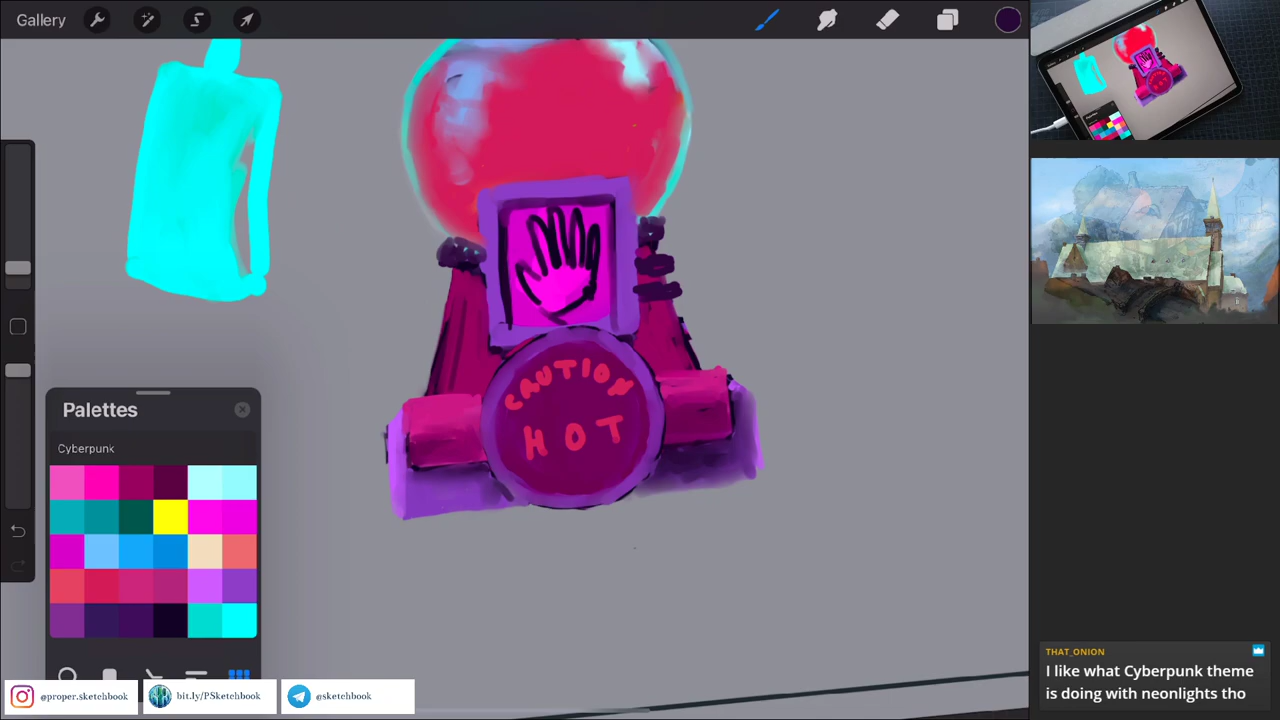 Gallery
CAUTION
HOT
Palettes
Cyberpunk
@proper.sketchbook
bit.ly/PSketchbook
@sketchbook
THAT_ONION
I like what Cyberpunk theme
is doing with neonlights tho